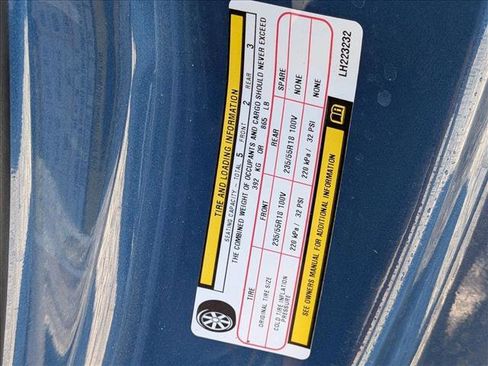 TIRE AND LOADING INFORMATION
SEATING CAPACITY – TOTAL 5 FRONT 2 REAR 3
THE COMBINED WEIGHT OF OCCUPANTS AND CARGO SHOULD NEVER EXCEED
392 KG OR 865 LB
TIRE FRONT REAR SPARE
ORIGINAL TIRE SIZE 235/55R18 100V 235/55R18 100V NONE
COLD TIRE INFLATION PRESSURE 220 kPa / 32 PSI 220 kPa / 32 PSI NONE
SEE OWNERS MANUAL FOR ADDITIONAL INFORMATION
LH223232